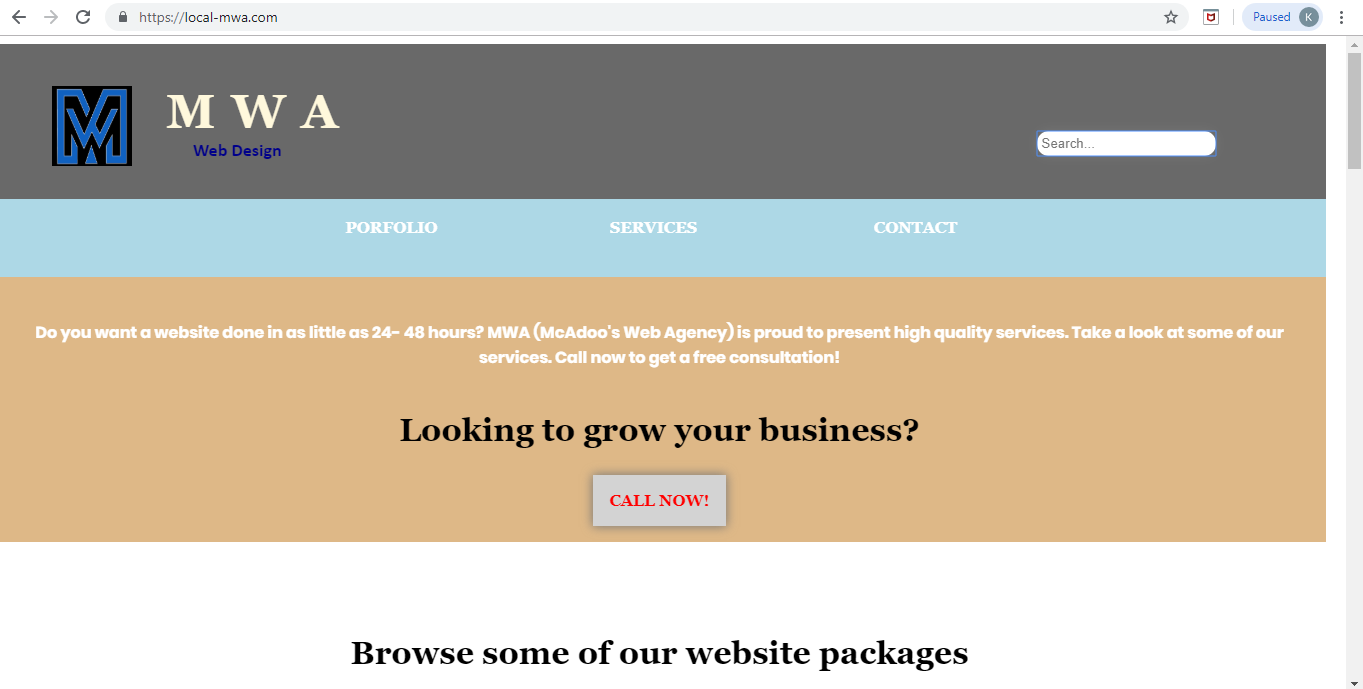 https://local-mwa.com
Paused K
M W A
Web Design
Search...
PORFOLIO SERVICES CONTACT
Do you want a website done in as little as 24- 48 hours? MWA (McAdoo's Web Agency) is proud to present high quality services. Take a look at some of our
services. Call now to get a free consultation!
Looking to grow your business?
CALL NOW!
Browse some of our website packages